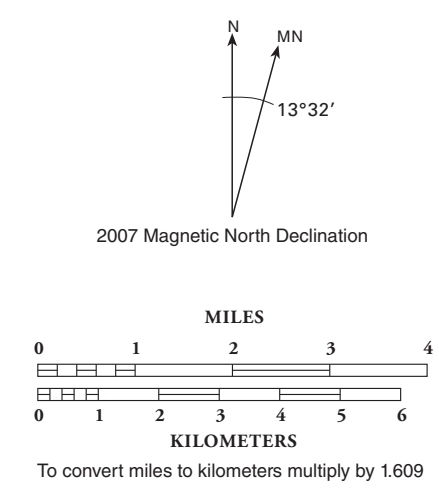 N
MN
13°32′
2007 Magnetic North Declination
MILES
0 1 2 3 4
0 1 2 3 4 5 6
KILOMETERS
To convert miles to kilometers multiply by 1.609